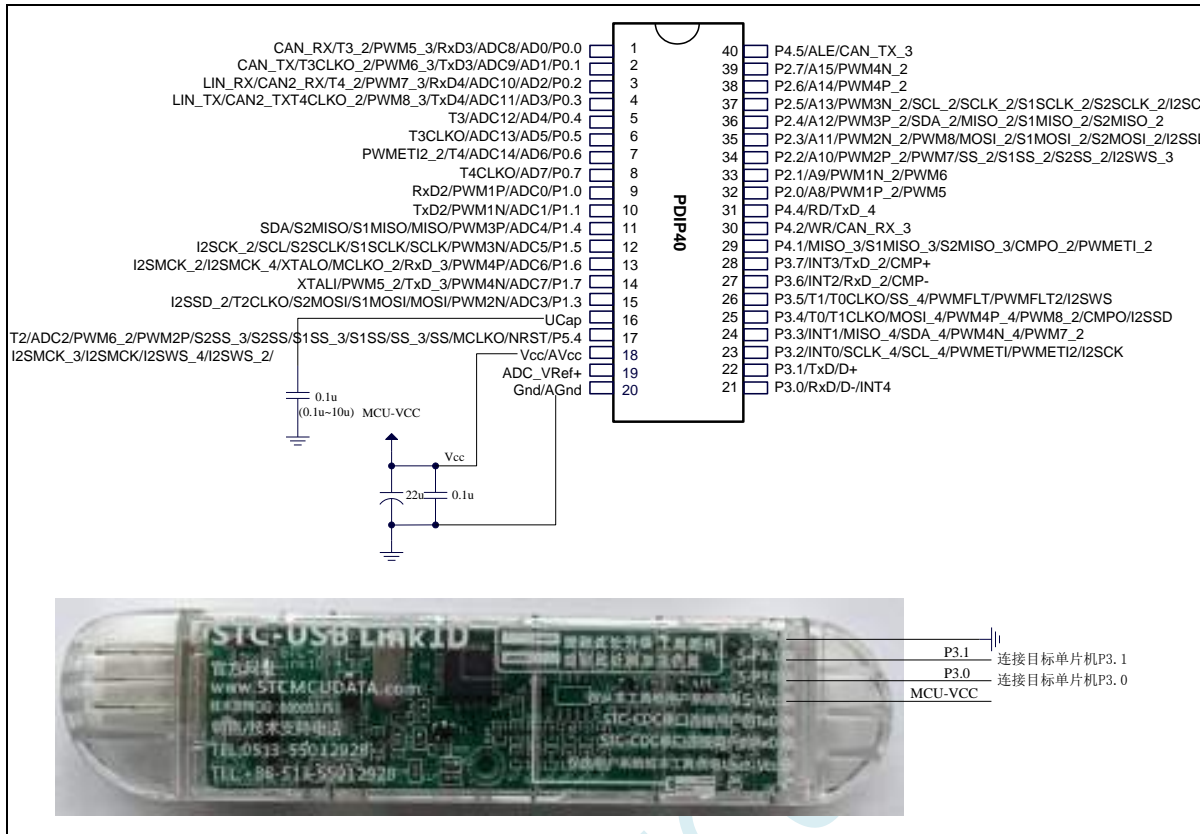 CAN_RX/T3_2/PWM5_3/RxD3/ADC8/AD0/P0.0 1
CAN_TX/T3CLKO_2/PWM6_3/TxD3/ADC9/AD1/P0.1 2
LIN_RX/CAN2_RX/T4_2/PWM7_3/RxD4/ADC10/AD2/P0.2 3
LIN_TX/CAN2_TXT4CLKO_2/PWM8_3/TxD4/ADC11/AD3/P0.3 4
T3/ADC12/AD4/P0.4 5
T3CLKO/ADC13/AD5/P0.5 6
PWMETI2_2/T4/ADC14/AD6/P0.6 7
T4CLKO/AD7/P0.7 8
RxD2/PWM1P/ADC0/P1.0 9
TxD2/PWM1N/ADC1/P1.1 10
SDA/S2MISO/S1MISO/MISO/PWM3P/ADC4/P1.4 11
I2SCK_2/SCL/S2SCLK/S1SCLK/SCLK/PWM3N/ADC5/P1.5 12
I2SMCK_2/I2SMCK_4/XTALO/MCLKO_2/RxD_3/PWM4P/ADC6/P1.6 13
XTALI/PWM5_2/TxD_3/PWM4N/ADC7/P1.7 14
I2SSD_2/T2CLKO/S2MOSI/S1MOSI/MOSI/PWM2N/ADC3/P1.3 15
UCap 16
T2/ADC2/PWM6_2/PWM2P/S2SS_3/S2SS/S1SS_3/S1SS/SS_3/SS/MCLKO/NRST/P5.4 17
I2SMCK_3/I2SMCK/I2SWS_4/I2SWS_2/
Vcc/AVcc 18
ADC_VRef+ 19
Gnd/AGnd 20
PDIP40
40 P4.5/ALE/CAN_TX_3
39 P2.7/A15/PWM4N_2
38 P2.6/A14/PWM4P_2
37 P2.5/A13/PWM3N_2/SCL_2/SCLK_2/S1SCLK_2/S2SCLK_2/I2SC
36 P2.4/A12/PWM3P_2/SDA_2/MISO_2/S1MISO_2/S2MISO_2
35 P2.3/A11/PWM2N_2/PWM8/MOSI_2/S1MOSI_2/S2MOSI_2/I2SSD
34 P2.2/A10/PWM2P_2/PWM7/SS_2/S1SS_2/S2SS_2/I2SWS_3
33 P2.1/A9/PWM1N_2/PWM6
32 P2.0/A8/PWM1P_2/PWM5
31 P4.4/RD/TxD_4
30 P4.2/WR/CAN_RX_3
29 P4.1/MISO_3/S1MISO_3/S2MISO_3/CMPO_2/PWMETI_2
28 P3.7/INT3/TxD_2/CMP+
27 P3.6/INT2/RxD_2/CMP-
26 P3.5/T1/T0CLKO/SS_4/PWMFLT/PWMFLT2/I2SWS
25 P3.4/T0/T1CLKO/MOSI_4/PWM4P_4/PWM8_2/CMPO/I2SSD
24 P3.3/INT1/MISO_4/SDA_4/PWM4N_4/PWM7_2
23 P3.2/INT0/SCLK_4/SCL_4/PWMETI/PWMETI2/I2SCK
22 P3.1/TxD/D+
21 P3.0/RxD/D-/INT4
0.1u
(0.1u~10u)
MCU-VCC
Vcc
22u
0.1u
STC-USB Link1D
www.STCMCUDATA.com
TEL:0513-55012928
TEL:+86-513-55012928
P3.1 连接目标单片机P3.1
P3.0 连接目标单片机P3.0
MCU-VCC